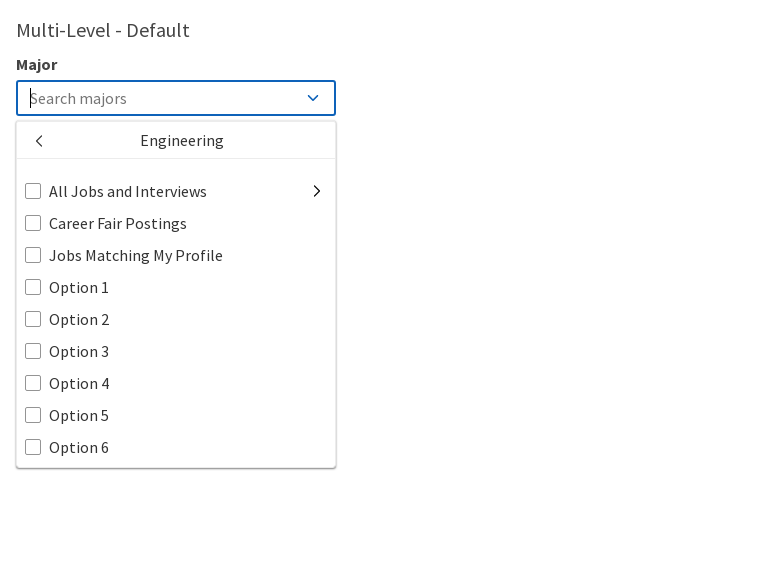 Multi-Level - Default
Major
Search majors
Engineering
All Jobs and Interviews
Career Fair Postings
Jobs Matching My Profile
Option 1
Option 2
Option 3
Option 4
Option 5
Option 6